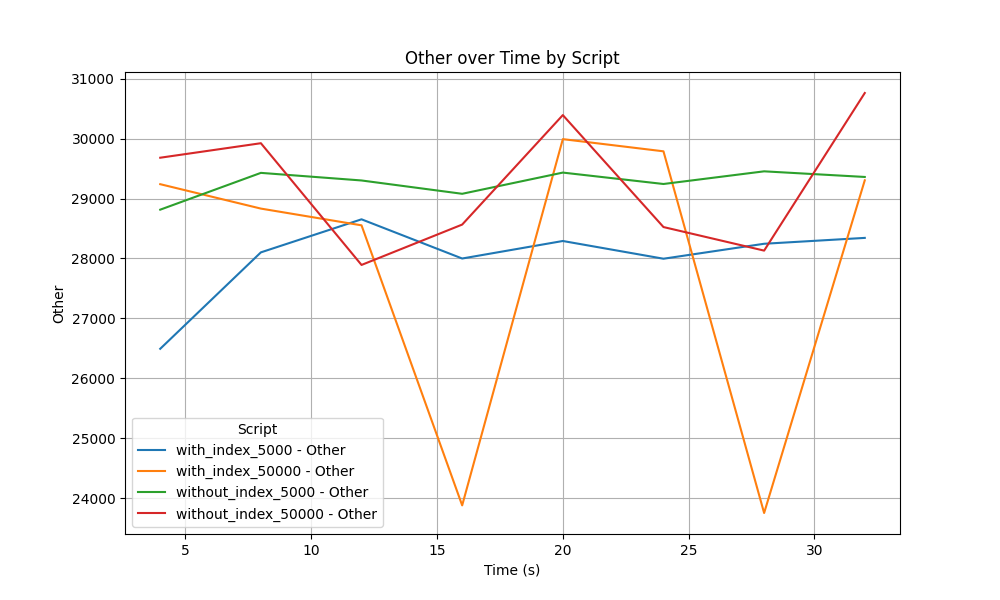 Other over Time by Script
31000
30000
29000
28000
27000
26000
25000
24000
Other
Script
with_index_5000 - Other
with_index_50000 - Other
without_index_5000 - Other
without_index_50000 - Other
5 10 15 20 25 30
Time (s)